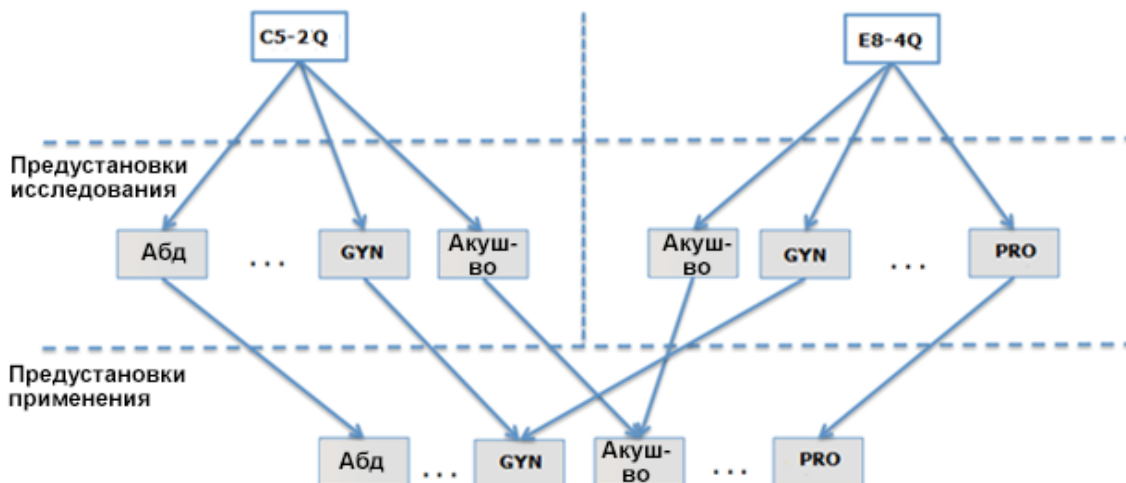 C5-2Q
E8-4Q
Предустановки
исследования
Абд
...
GYN
Акуш-
во
Акуш-
во
GYN
...
PRO
Предустановки
применения
Абд
...
GYN
Акуш-
во
...
PRO